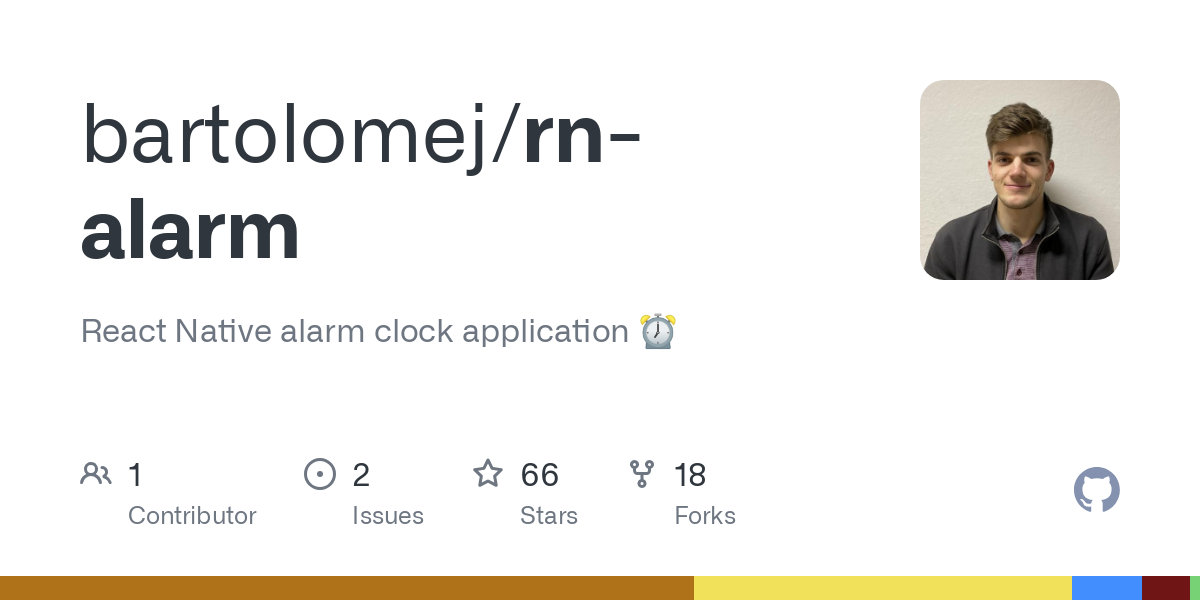 bartolomej/rn-
alarm
React Native alarm clock application ⏰
1
Contributor
2
Issues
66
Stars
18
Forks